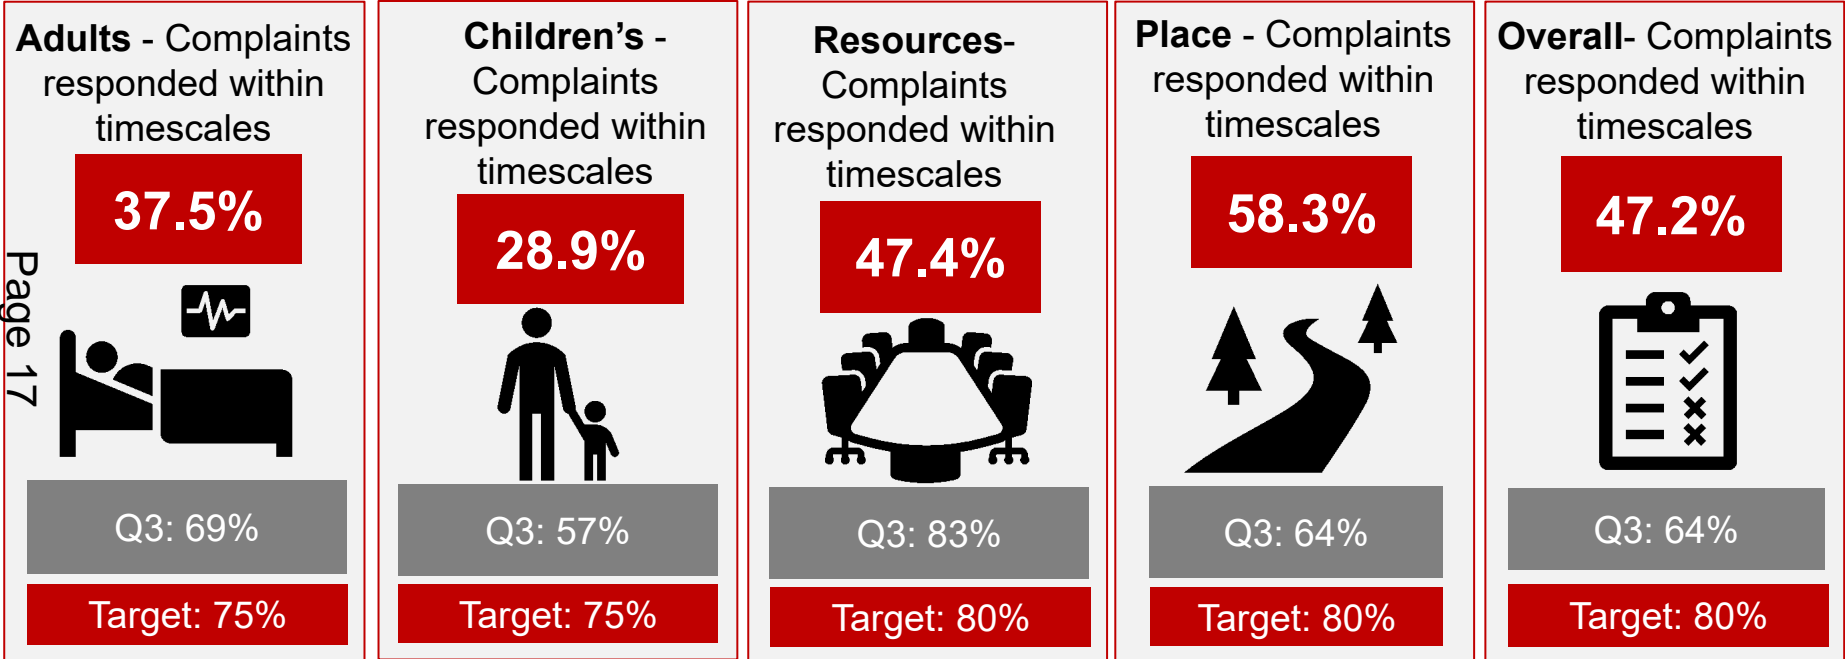 Adults - Complaints
responded within
timescales
37.5%
Q3: 69%
Target: 75%
Children’s -
Complaints
responded within
timescales
28.9%
Q3: 57%
Target: 75%
Resources-
Complaints
responded within
timescales
47.4%
Q3: 83%
Target: 80%
Place - Complaints
responded within
timescales
58.3%
Q3: 64%
Target: 80%
Overall- Complaints
responded within
timescales
47.2%
Q3: 64%
Target: 80%
Page 17